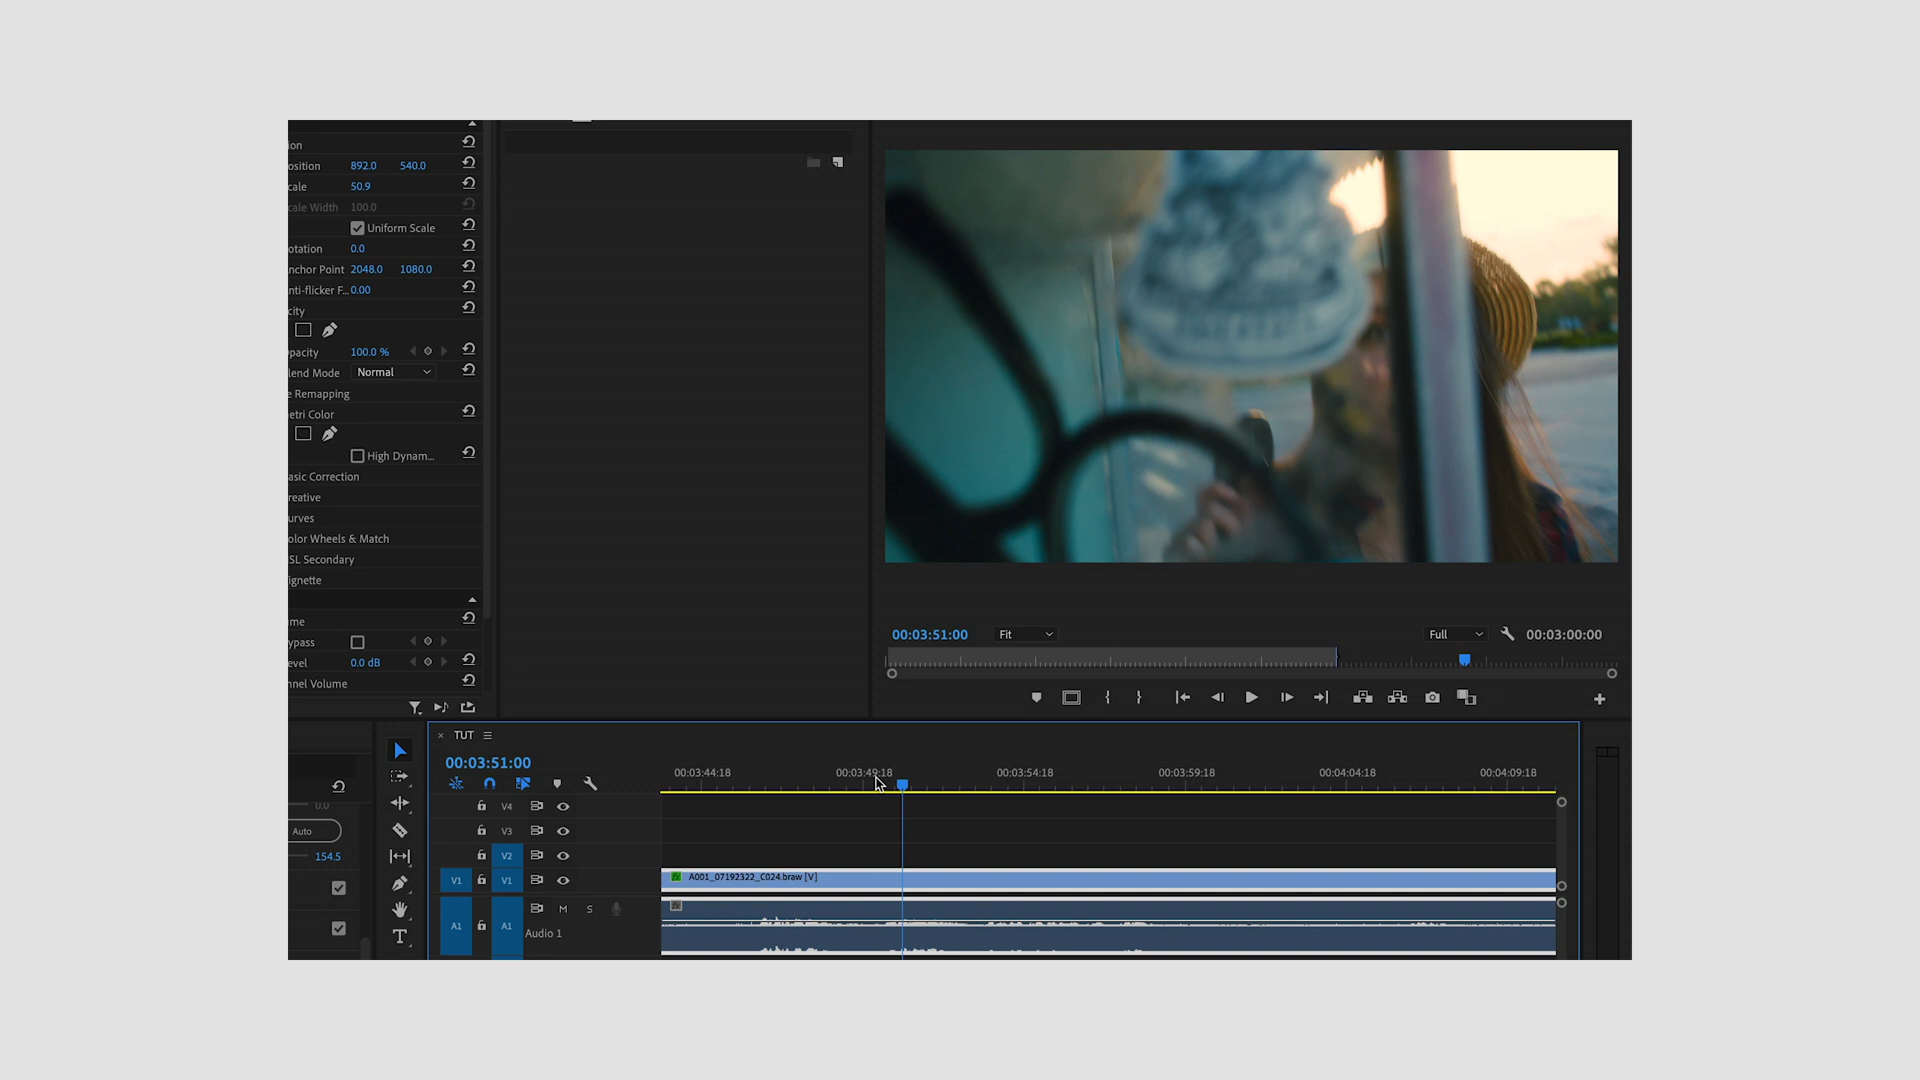 ion
osition 892.0 540.0
cale 50.9
cale Width 100.0
Uniform Scale
otation 0.0
nchor Point 2048.0 1080.0
nti-flicker F... 0.00
city
pacity 100.0 %
lend Mode Normal
e Remapping
etri Color
High Dynam...
asic Correction
reative
urves
olor Wheels & Match
SL Secondary
ignette
me
ypass
evel 0.0 dB
nnel Volume
00:03:51:00 Fit Full 00:03:00:00
× TUT
00:03:51:00
00:03:44:18 00:03:49:18 00:03:54:18 00:03:59:18 00:04:04:18 00:04:09:18
0.0
Auto
154.5
V4
V3
V2
V1 V1 fx A001_07192322_C024.braw [V]
A1 A1 M S fx
Audio 1